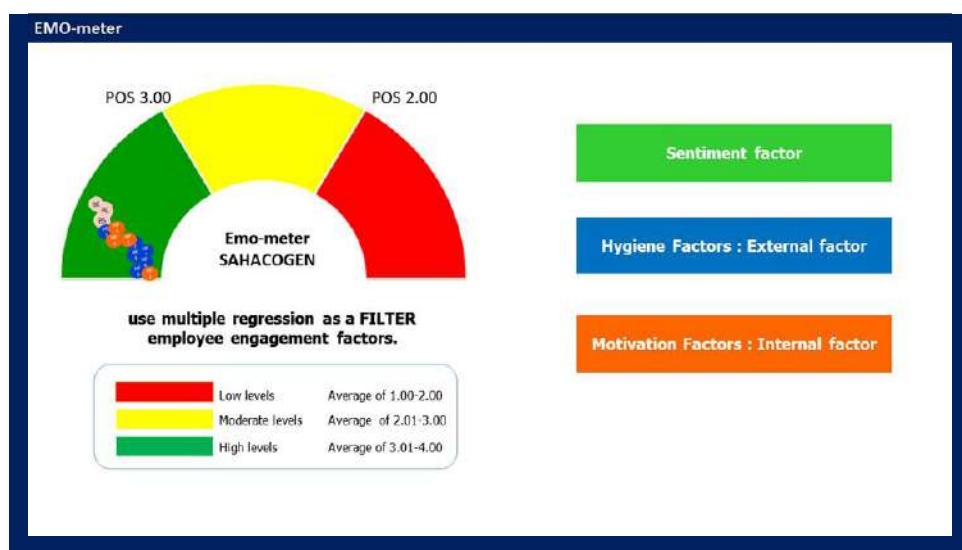 EMO-meter
POS 3.00
POS 2.00
Emo-meter
SAHACOGEN
use multiple regression as a FILTER
employee engagement factors.
Low levels Average of 1.00-2.00
Moderate levels Average of 2.01-3.00
High levels Average of 3.01-4.00
Sentiment factor
Hygiene Factors : External factor
Motivation Factors : Internal factor